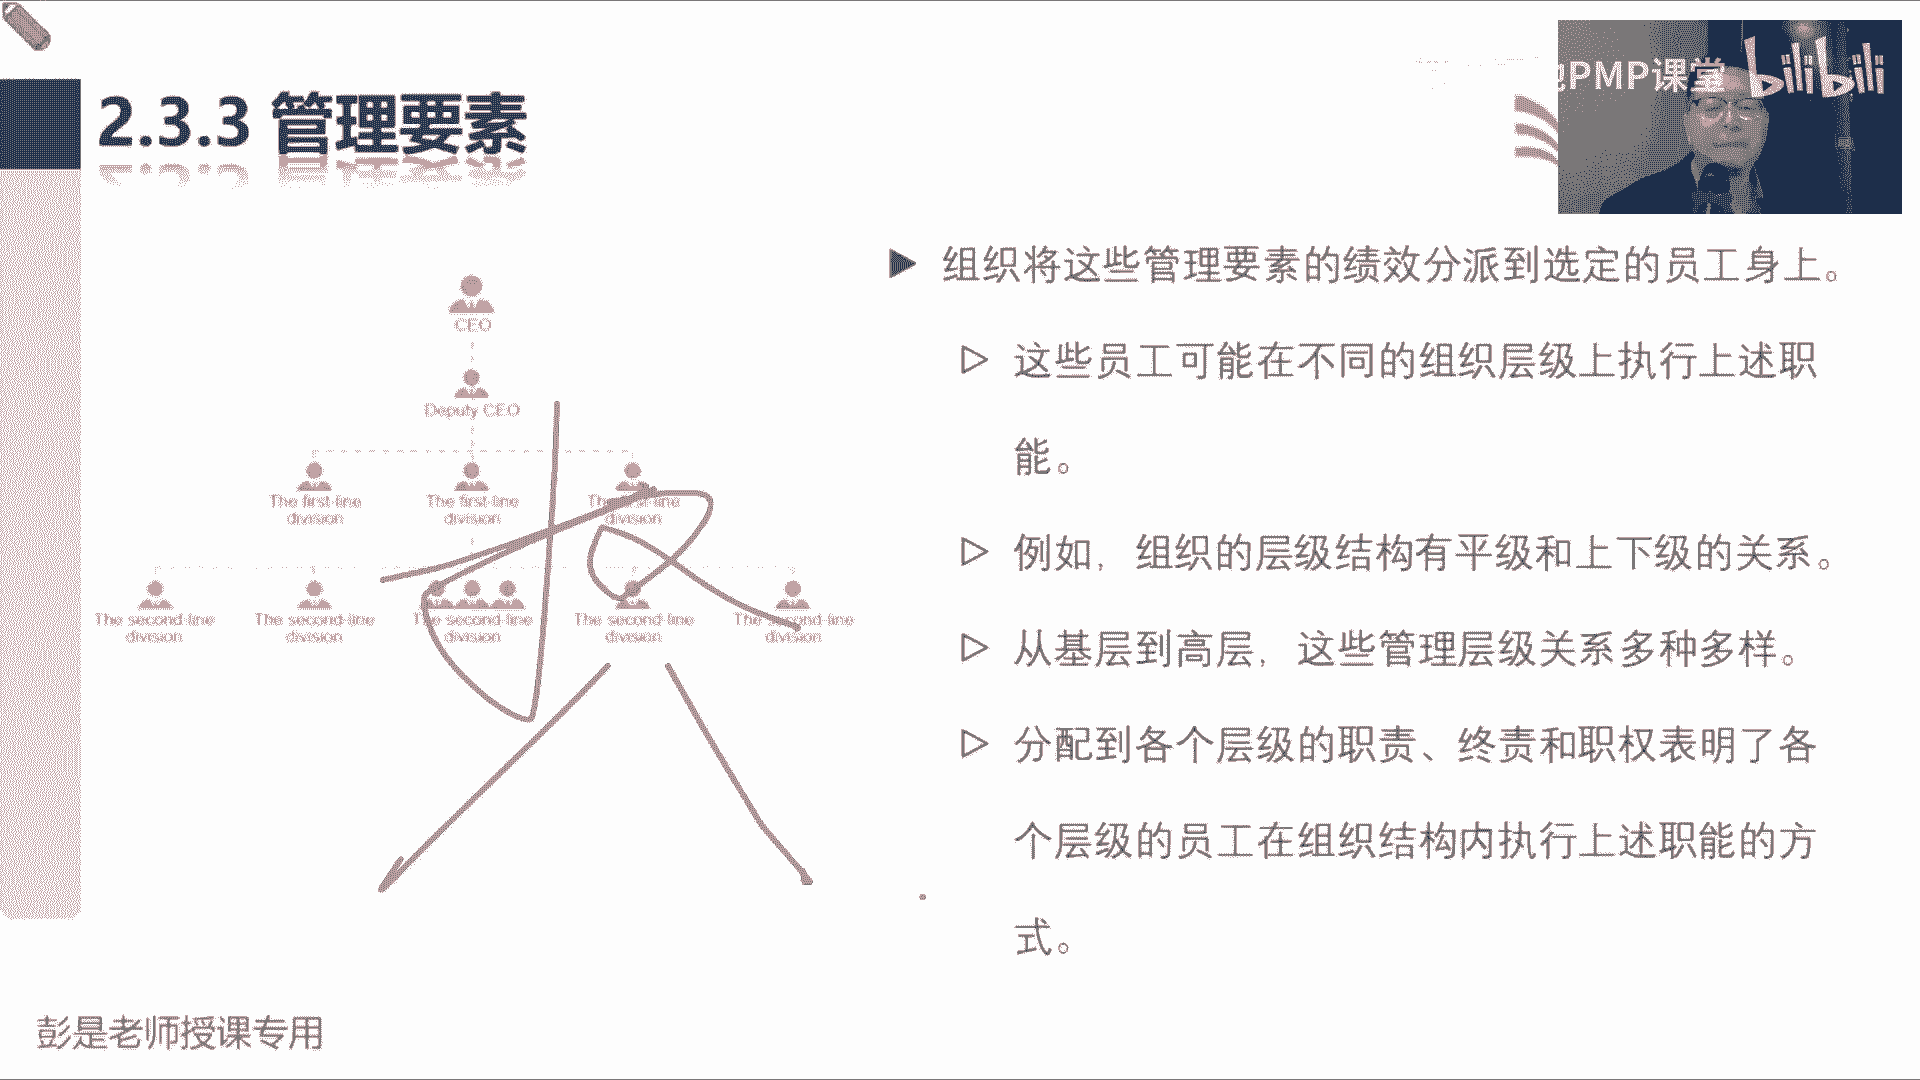 PMP课堂 bilibili
2.3.3 管理要素
组织将这些管理要素的绩效分派到选定的员工身上。
这些员工可能在不同的组织层级上执行上述职
能。
例如，组织的层级结构有平级和上下级的关系。
从基层到高层，这些管理层级关系多种多样。
分配到各个层级的职责、终责和职权表明了各
个层级的员工在组织结构内执行上述职能的方
式。
CEO
Deputy CEO
The first-line
division
The first-line
division
The first-line
division
The second-line
division
The second-line
division
The second-line
division
The second-line
division
The second-line
division
彭是老师授课专用